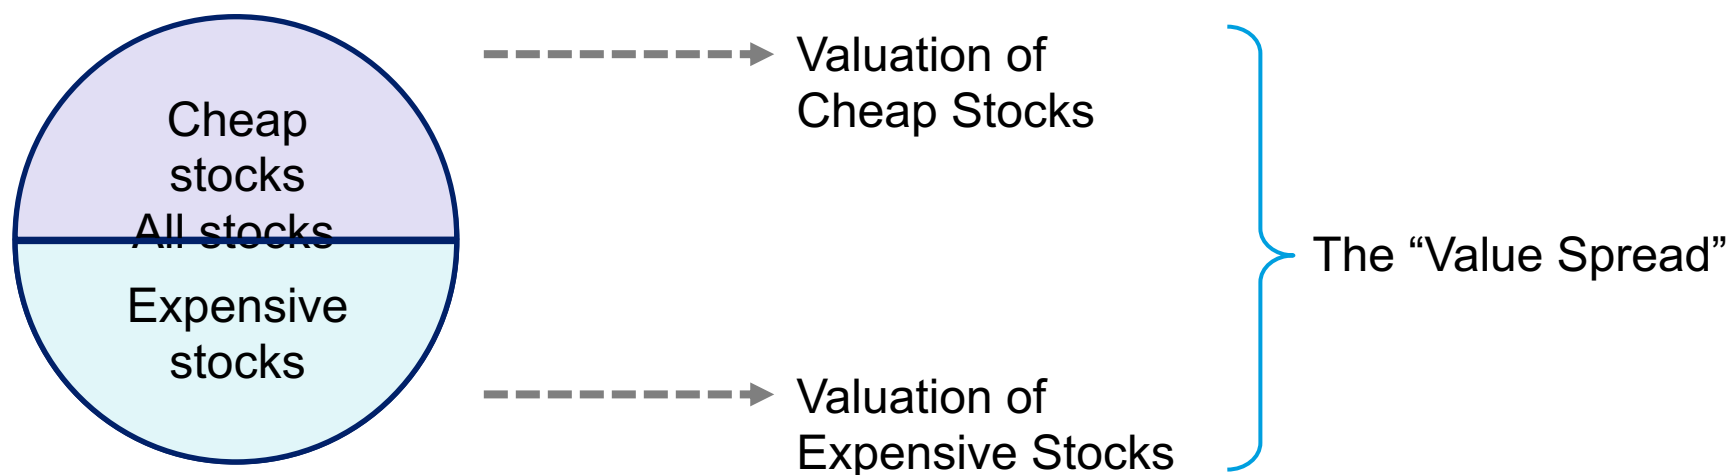 Cheap
stocks
All stocks
Expensive
stocks
Valuation of
Cheap Stocks
Valuation of
Expensive Stocks
The “Value Spread”